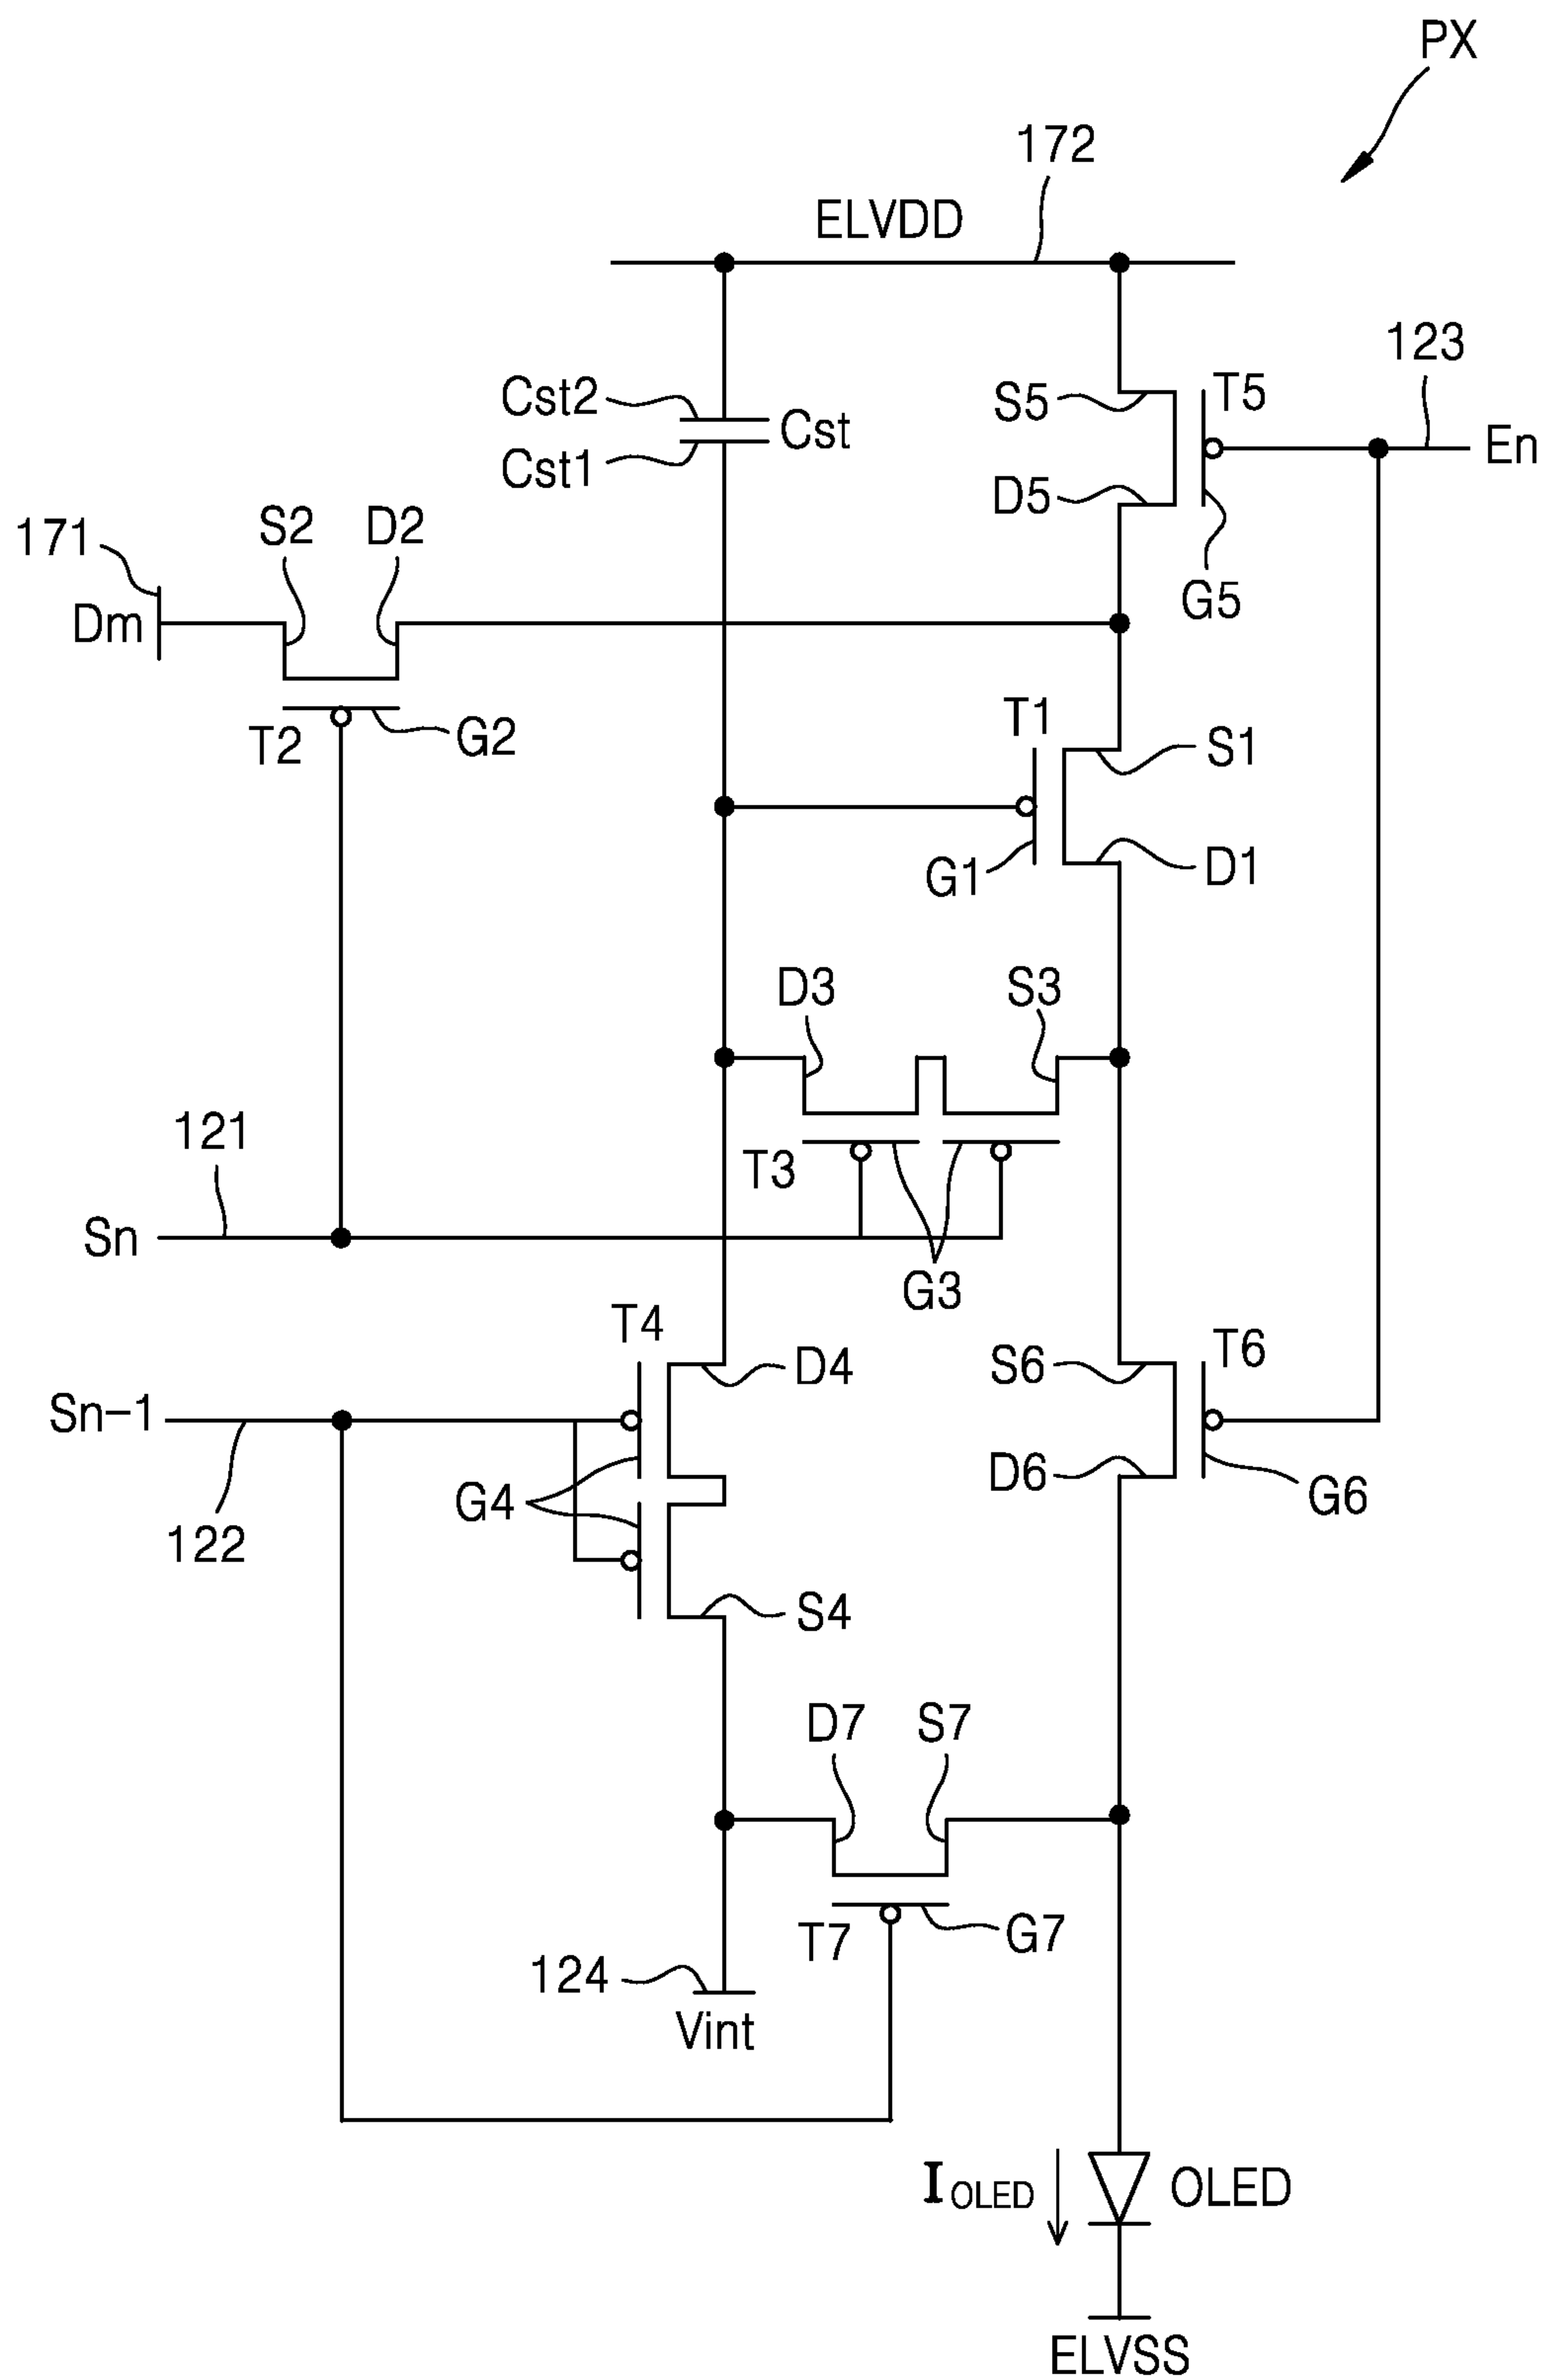 PX
172
ELVDD
123
Cst2
S5
T5
Cst
En
Cst1
D5
171
S2
D2
G5
Dm
T1
T2
G2
S1
G1
D1
D3
S3
121
T3
Sn
G3
T4
D4
S6
T6
Sn-1
D6
G4
G6
122
S4
D7
S7
T7
G7
124
Vint
IOLED
OLED
ELVSS